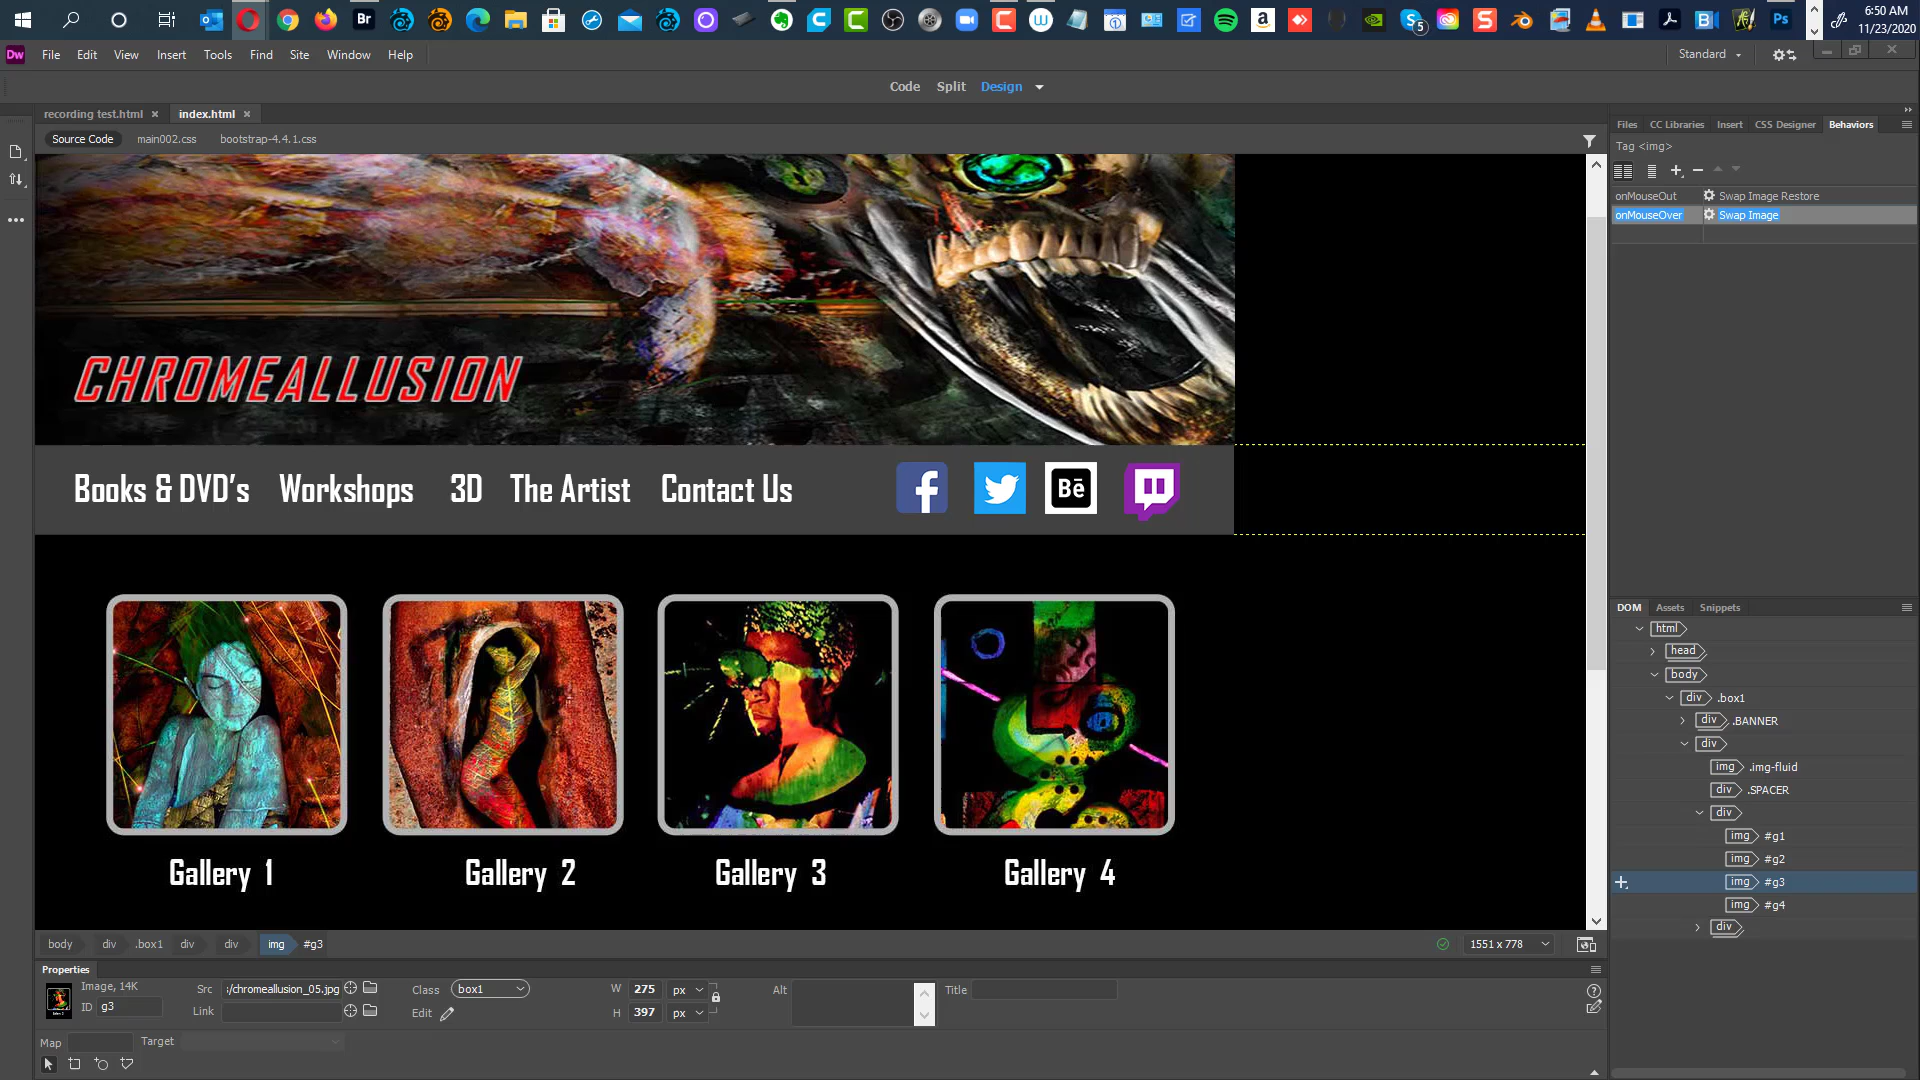 6:50 AM
11/23/2020
Br
5
Ps
Dw
File
Edit
View
Insert
Tools
Find
Site
Window
Help
Standard
Code
Split
Design
recording test.html
index.html
Source Code
main002.css
bootstrap-4.4.1.css
CHROMEALLUSION
Books & DVD's
Workshops
3D
The Artist
Contact Us
Bē
Gallery 1
Gallery 2
Gallery 3
Gallery 4
body
div
.box1
div
div
img
#g3
1551 x 778
Properties
Image, 14K
ID
g3
Src
:/chromeallusion_05.jpg
Link
Class
box1
Edit
W
275
px
H
397
px
Alt
Title
Map
Target
Files
CC Libraries
Insert
CSS Designer
Behaviors
Tag <img>
onMouseOut
Swap Image Restore
onMouseOver
Swap Image
DOM
Assets
Snippets
html
head
body
div .box1
div .BANNER
div
img .img-fluid
div .SPACER
div
img #g1
img #g2
img #g3
img #g4
div